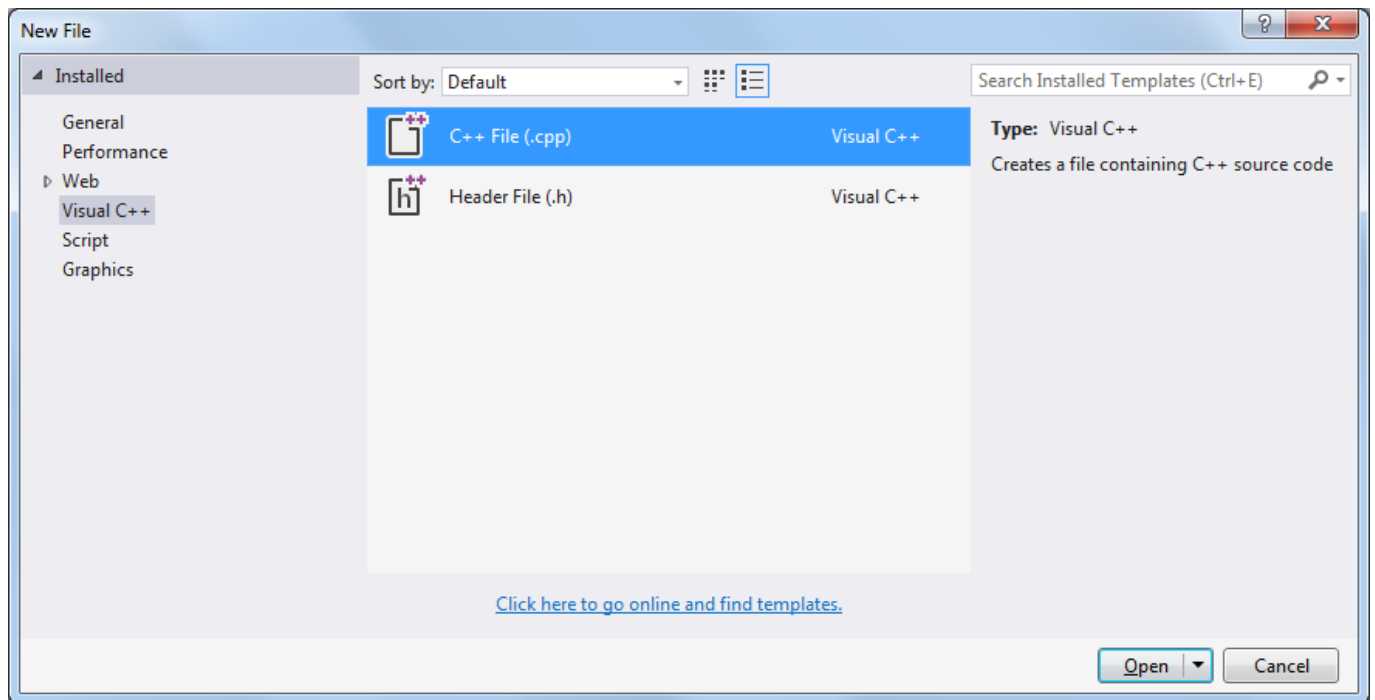 New File
Installed
General
Performance
Web
Visual C++
Script
Graphics
Sort by: Default
C++ File (.cpp) Visual C++
Header File (.h) Visual C++
Click here to go online and find templates.
Search Installed Templates (Ctrl+E)
Type: Visual C++
Creates a file containing C++ source code
Open Cancel